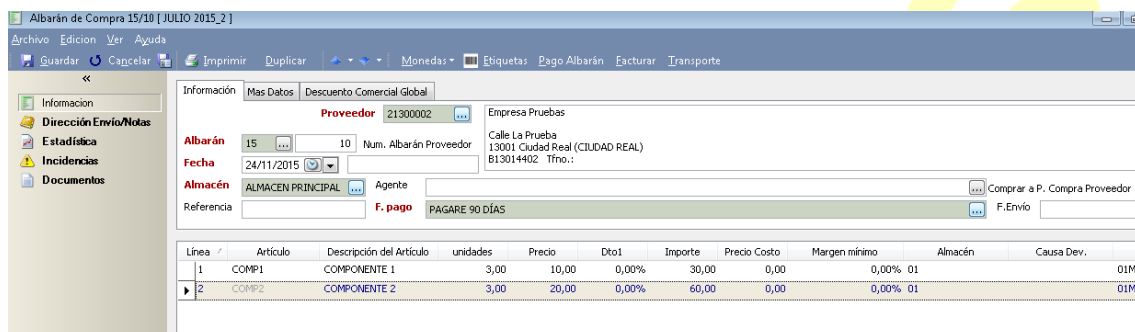 Albarán de Compra 15/10 [ JULIO 2015_2 ]
Archivo Edicion Ver Ayuda
Guardar Cancelar Imprimir Duplicar Monedas Etiquetas Pago Albarán Facturar Transporte
«
Informacion
Dirección Envío/Notas
Estadística
Incidencias
Documentos
Información Mas Datos Descuento Comercial Global
Proveedor 21300002 ... Empresa Pruebas
Calle La Prueba
13001 Ciudad Real (CIUDAD REAL)
B13014402 Tfno.:
Albarán 15 ... 10 Num. Albarán Proveedor
Fecha 24/11/2015
Almacén ALMACEN PRINCIPAL ... Agente ... Comprar a P. Compra Proveedor
Referencia F. pago PAGARE 90 DÍAS ... F.Envío
Línea Artículo Descripción del Artículo unidades Precio Dto1 Importe Precio Costo Margen mínimo Almacén Causa Dev.
1 COMP1 COMPONENTE 1 3,00 10,00 0,00% 30,00 0,00 0,00% 01 01M
2 COMP2 COMPONENTE 2 3,00 20,00 0,00% 60,00 0,00 0,00% 01 01M